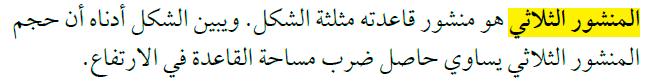 المنشور الثلاثي هو منشور قاعدته مثلثة الشكل. ويبين الشكل أدناه أن حجم
المنشور الثلاثي يساوي حاصل ضرب مساحة القاعدة في الارتفاع.